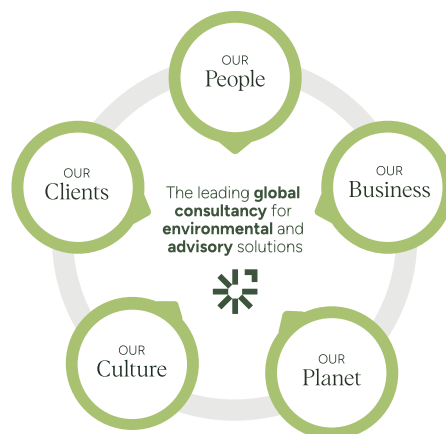 OUR
People
OUR
Clients
OUR
Business
The leading global
consultancy for
environmental and
advisory solutions
OUR
Culture
OUR
Planet